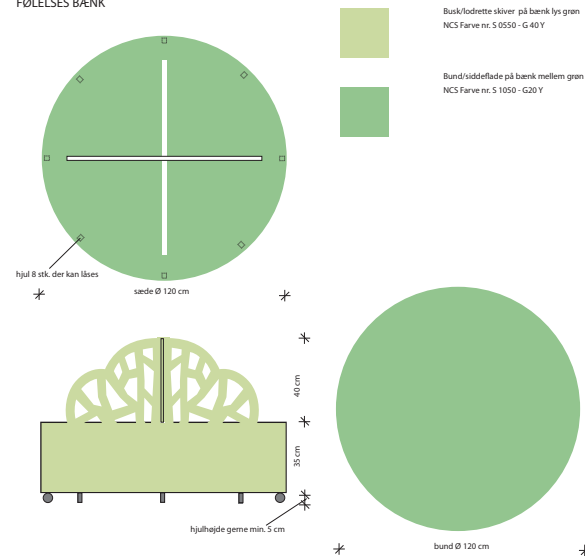 FØLELSES BÆNK
Busk/lodrette skiver på bænk lys grøn
NCS Farve nr. S 0550 - G 40 Y
Bund/siddeflade på bænk mellem grøn
NCS Farve nr. S 1050 - G20 Y
hjul 8 stk. der kan låses
sæde Ø 120 cm
40 cm
35 cm
hjulhøjde gerne min. 5 cm
bund Ø 120 cm